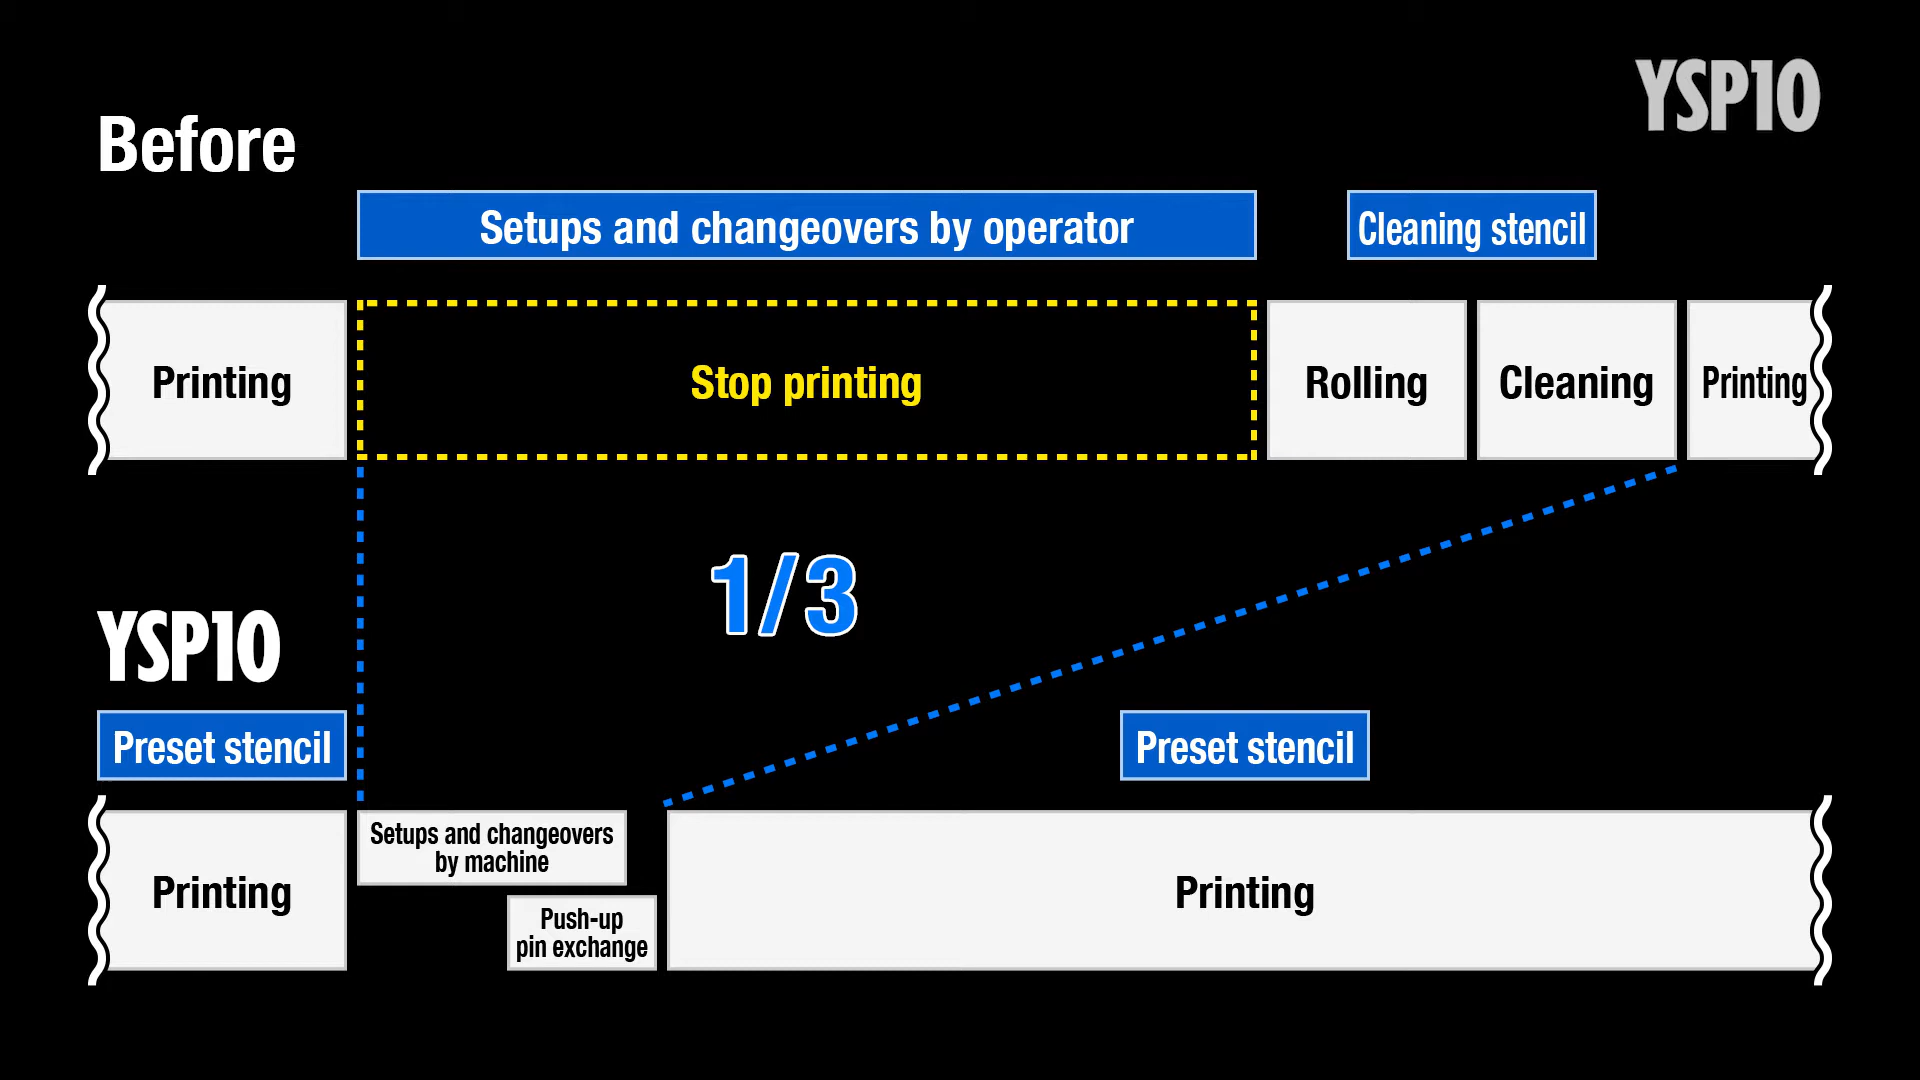 YSP10
Before
Setups and changeovers by operator
Cleaning stencil
Printing
Stop printing
Rolling
Cleaning
Printing
1/3
YSP10
Preset stencil
Preset stencil
Printing
Setups and changeovers
by machine
Push-up
pin exchange
Printing